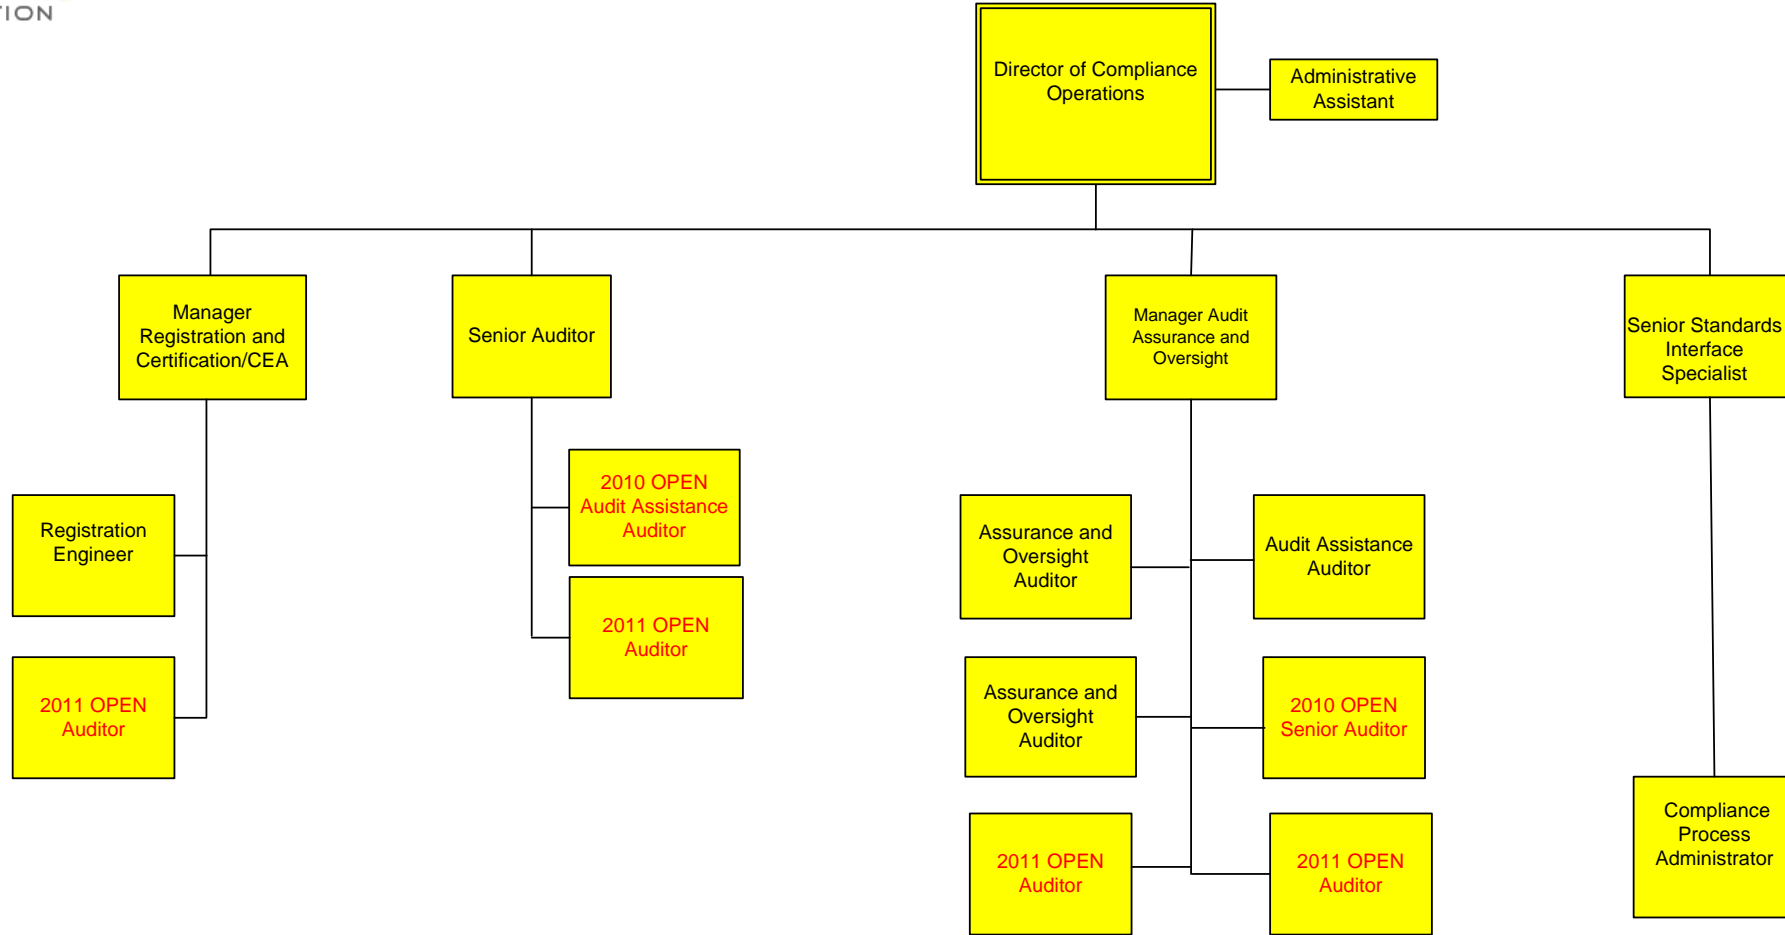 TION
Director of Compliance
Operations
Administrative
Assistant
Manager
Registration and
Certification/CEA
Senior Auditor
Manager Audit
Assurance and
Oversight
Senior Standards
Interface
Specialist
2010 OPEN
Audit Assistance
Auditor
Registration
Engineer
Assurance and
Oversight
Auditor
Audit Assistance
Auditor
2011 OPEN
Auditor
2011 OPEN
Auditor
Assurance and
Oversight
Auditor
2010 OPEN
Senior Auditor
Compliance
Process
Administrator
2011 OPEN
Auditor
2011 OPEN
Auditor